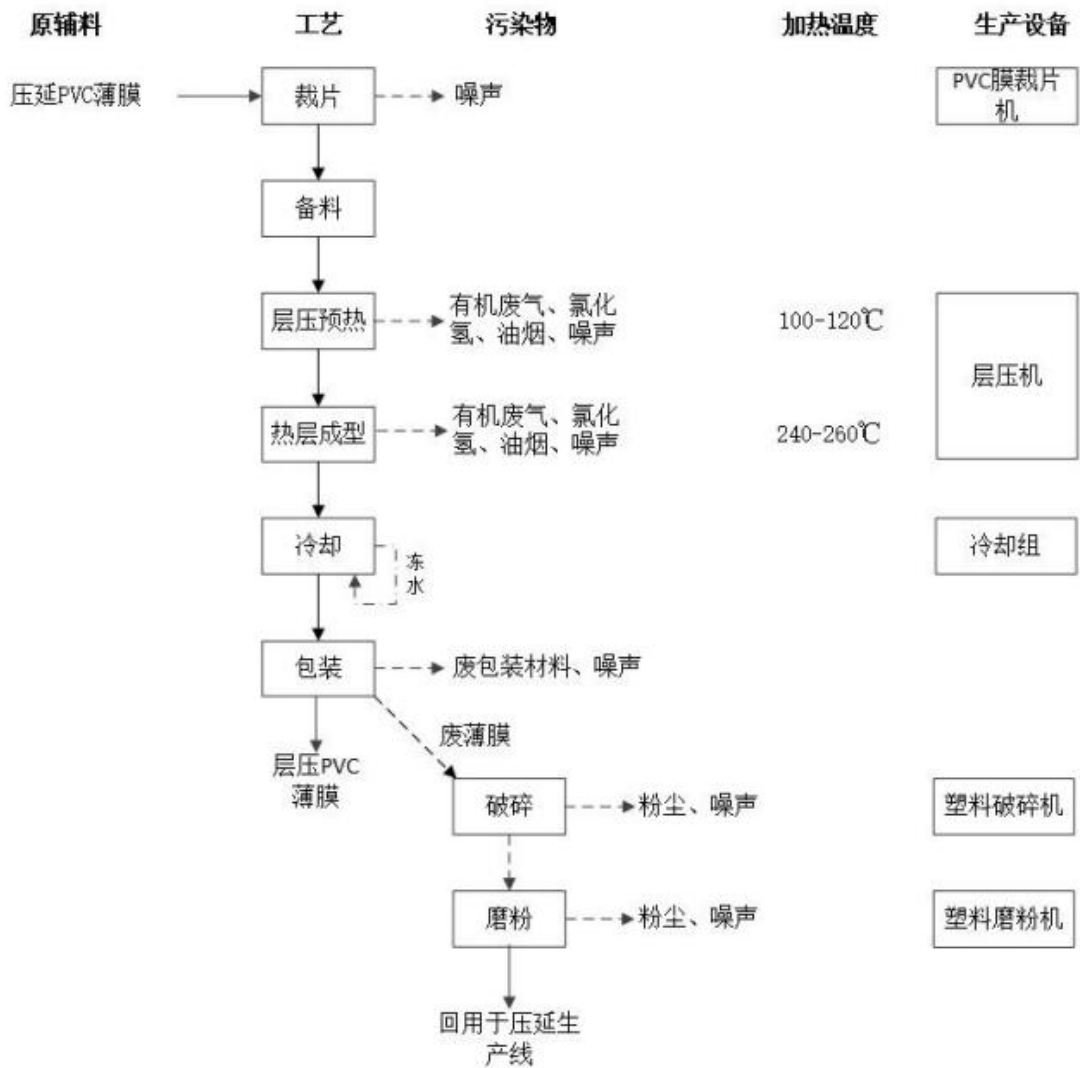 原辅料 工艺 污染物 加热温度 生产设备
压延PVC薄膜 裁片 噪声 PVC膜裁片
机
备料
层压预热 有机废气、氯化
氢、油烟、噪声 100-120℃
层压机
热层成型 有机废气、氯化
氢、油烟、噪声 240-260℃
冷却 冷却组
冻
水
包装 废包装材料、噪声
废薄膜
层压PVC
薄膜
破碎 粉尘、噪声 塑料破碎机
磨粉 粉尘、噪声 塑料磨粉机
回用于压延生
产线